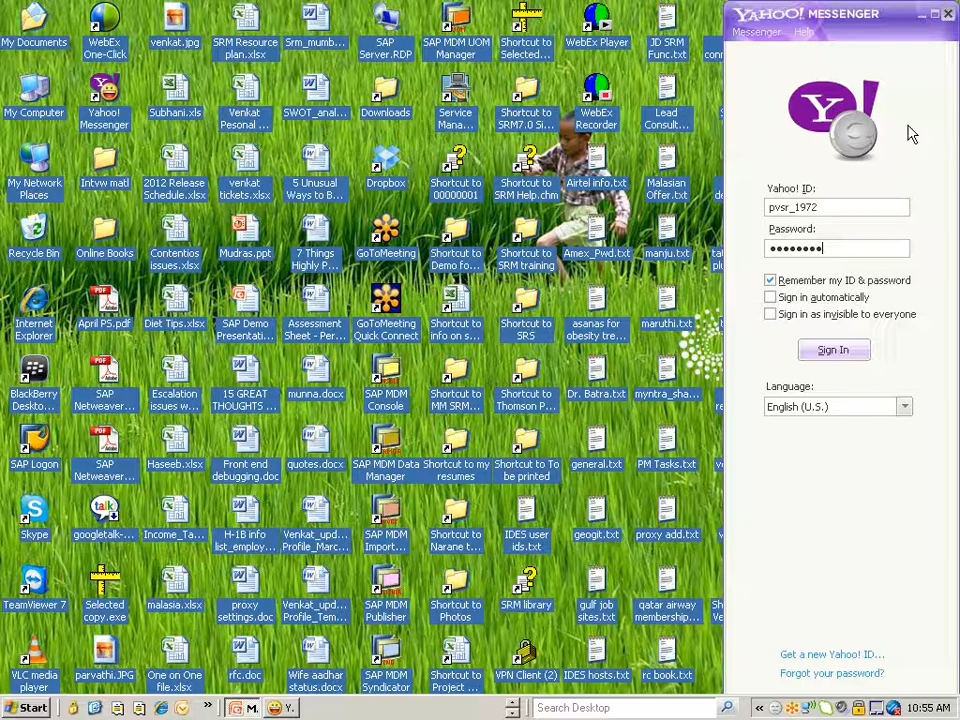 YAHOO! MESSENGER
Messenger Help
Yahoo! ID:
pvsr_1972
Password:
Remember my ID & password
Sign in automatically
Sign in as invisible to everyone
Sign In
Language:
English (U.S.)
Get a new Yahoo! ID...
Forgot your password?
My Documents
WebEx One-Click
venkat.jpg
SRM Resource plan.xlsx
Srm_mumb...
SAP Server.RDP
SAP MDM UOM Manager
Shortcut to Selected...
WebEx Player
JD SRM Func.txt
My Computer
Yahoo! Messenger
Subhani.xls
Venkat Pesonal ...
SWOT_anal...
Downloads
Service Mana...
Shortcut to SRM7.0 Si...
WebEx Recorder
Lead Consult...
My Network Places
Intvw matl
2012 Release Schedule.xlsx
venkat tickets.xlsx
5 Unusual Ways to B...
Dropbox
Shortcut to 00000001
Shortcut to SRM Help.chm
Airtel info.txt
Malasian Offer.txt
Recycle Bin
Online Books
Contentios issues.xlsx
Mudras.ppt
7 Things Highly P...
GoToMeeting
Shortcut to Demo fo...
Shortcut to SRM training
Amex_Pwd.txt
manju.txt
Internet Explorer
April PS.pdf
Diet Tips.xlsx
SAP Demo Presentati...
Assessment Sheet - Per...
GoToMeeting Quick Connect
Shortcut to info on s...
Shortcut to SRS
asanas for obesity tre...
maruthi.txt
BlackBerry Deskto...
SAP Netweaver...
Escalation issues w...
15 GREAT THOUGHTS ...
munna.docx
SAP MDM Console
Shortcut to MM SRM...
Shortcut to Thomson P...
Dr. Batra.txt
myntra_sha...
SAP Logon
SAP Netweaver...
Haseeb.xlsx
Front end debugging.doc
quotes.docx
SAP MDM Data Manager
Shortcut to my resumes
Shortcut to To be printed
general.txt
PM Tasks.txt
Skype
googletalk-...
Income_Ta...
H-1B info list_employ...
Venkat_upd... Profile_Marc...
SAP MDM Import...
Shortcut to Narane t...
IDES user ids.txt
geogit.txt
proxy add.txt
TeamViewer 7
Selected copy.exe
malasia.xlsx
proxy settings.doc
Venkat_upd... Profile_Tem...
SAP MDM Publisher
Shortcut to Photos
SRM library
gulf job sites.txt
qatar airway membership...
VLC media player
parvathi.JPG
One on One file.xlsx
rfc.doc
Wife aadhar status.docx
SAP MDM Syndicator
Shortcut to Project ...
VPN Client (2)
IDES hosts.txt
rc book.txt
Start
M.
Y.
Search Desktop
10:55 AM